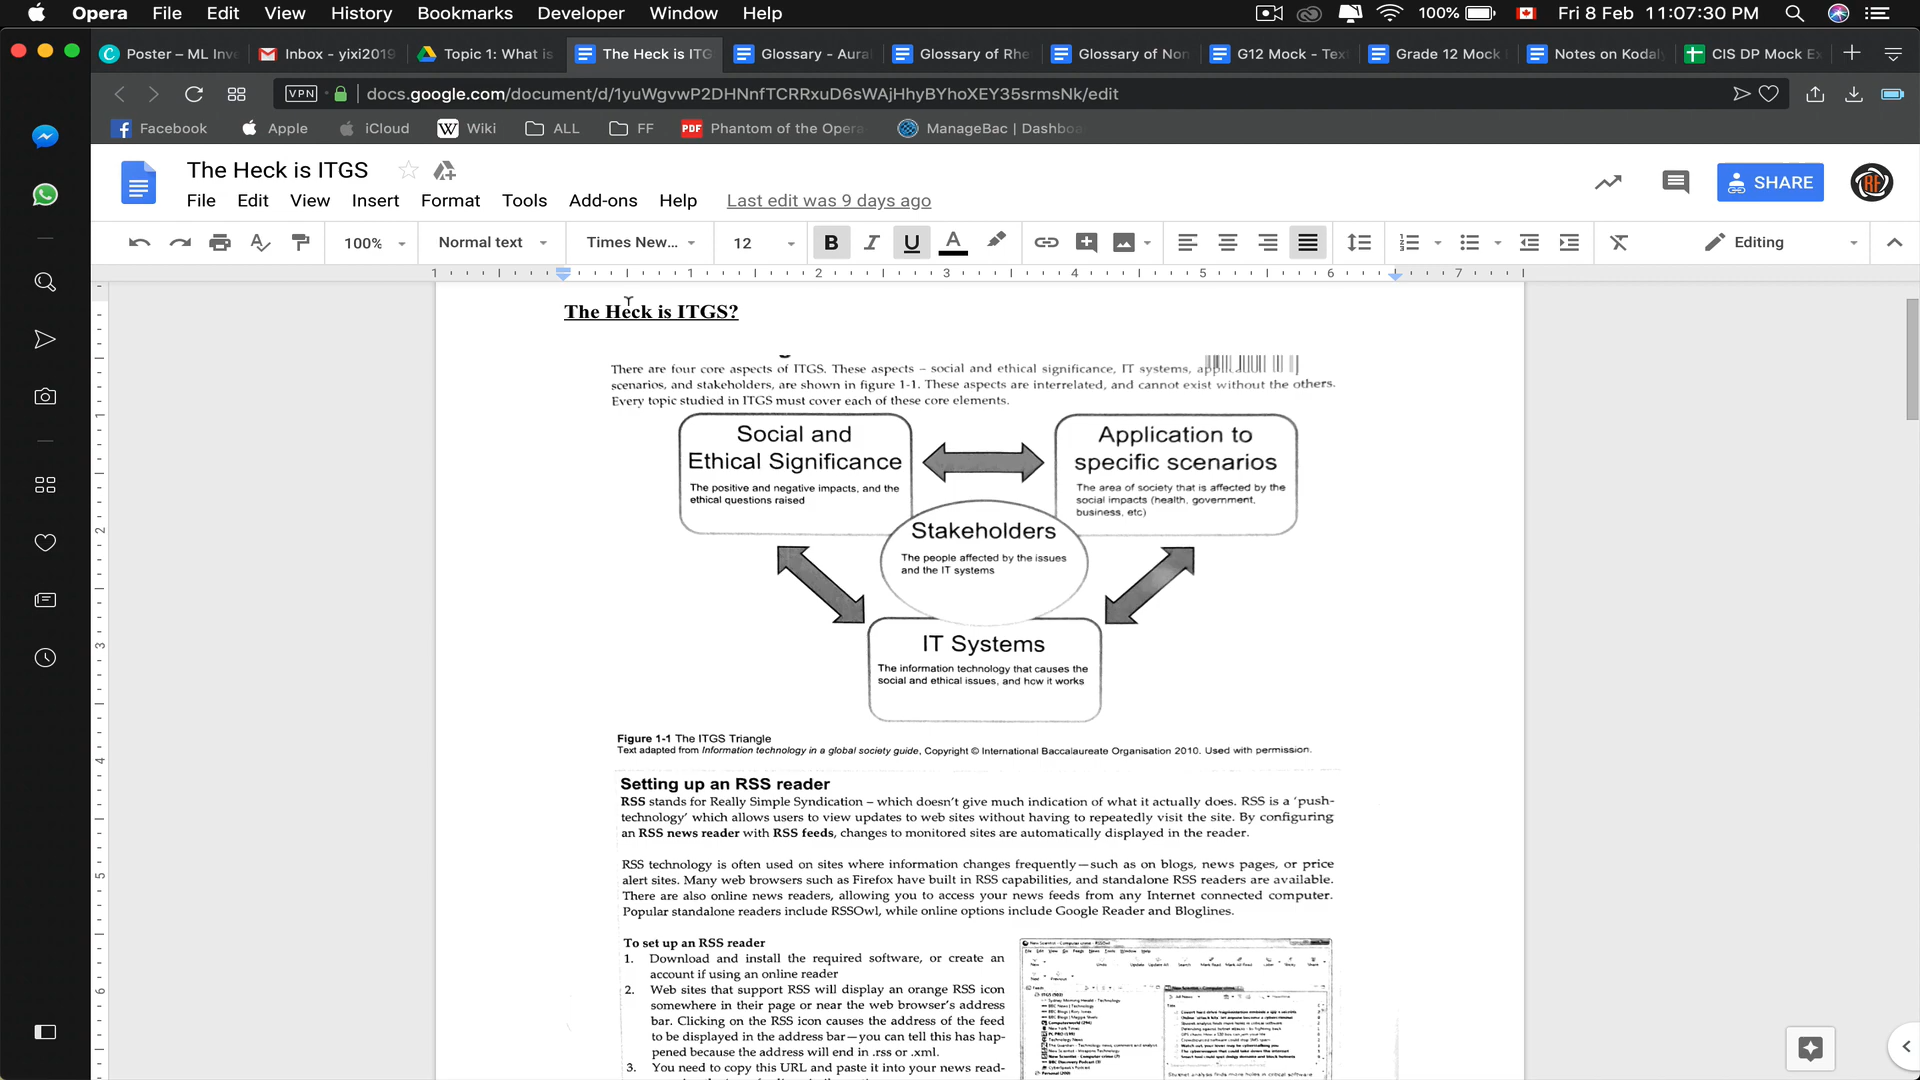 Opera File Edit View History Bookmarks Developer Window Help 100% Fri 8 Feb 11:07:30 PM
Poster – ML Inve Inbox - yixi2019 Topic 1: What is The Heck is ITG Glossary - Aura Glossary of Rhe Glossary of Non G12 Mock - Tex Grade 12 Mock Notes on Kodaly CIS DP Mock Ex
VPN docs.google.com/document/d/1yuWgvwP2DHNnfTCRRxuD6sWAjHhyBYhoXEY35srmsNk/edit
Facebook Apple iCloud Wiki ALL FF PDF Phantom of the Opera ManageBac | Dashboa
The Heck is ITGS
File Edit View Insert Format Tools Add-ons Help Last edit was 9 days ago
SHARE
100% Normal text Times New... 12 B I U A Editing
1 1 2 3 4 5 6 7
The Heck is ITGS?
There are four core aspects of ITGS. These aspects – social and ethical significance, IT systems,
scenarios, and stakeholders, are shown in figure 1-1. These aspects are interrelated, and cannot exist without the others.
Every topic studied in ITGS must cover each of these core elements.
Social and
Ethical Significance
The positive and negative impacts, and the
ethical questions raised
Application to
specific scenarios
The area of society that is affected by the
social impacts (health, government,
business, etc)
Stakeholders
The people affected by the issues
and the IT systems
IT Systems
The information technology that causes the
social and ethical issues, and how it works
Figure 1-1 The ITGS Triangle
Text adapted from Information technology in a global society guide, Copyright © International Baccalaureate Organisation 2010. Used with permission.
Setting up an RSS reader
RSS stands for Really Simple Syndication – which doesn't give much indication of what it actually does. RSS is a 'push-
technology' which allows users to view updates to web sites without having to repeatedly visit the site. By configuring
an RSS news reader with RSS feeds, changes to monitored sites are automatically displayed in the reader.
RSS technology is often used on sites where information changes frequently—such as on blogs, news pages, or price
alert sites. Many web browsers such as Firefox have built in RSS capabilities, and standalone RSS readers are available.
There are also online news readers, allowing you to access your news feeds from any Internet connected computer.
Popular standalone readers include RSSOwl, while online options include Google Reader and Bloglines.
To set up an RSS reader
1. Download and install the required software, or create an
account if using an online reader
2. Web sites that support RSS will display an orange RSS icon
somewhere in their page or near the web browser's address
bar. Clicking on the RSS icon causes the address of the feed
to be displayed in the address bar—you can tell this has hap-
pened because the address will end in .rss or .xml.
3. You need to copy this URL and paste it into your news read-